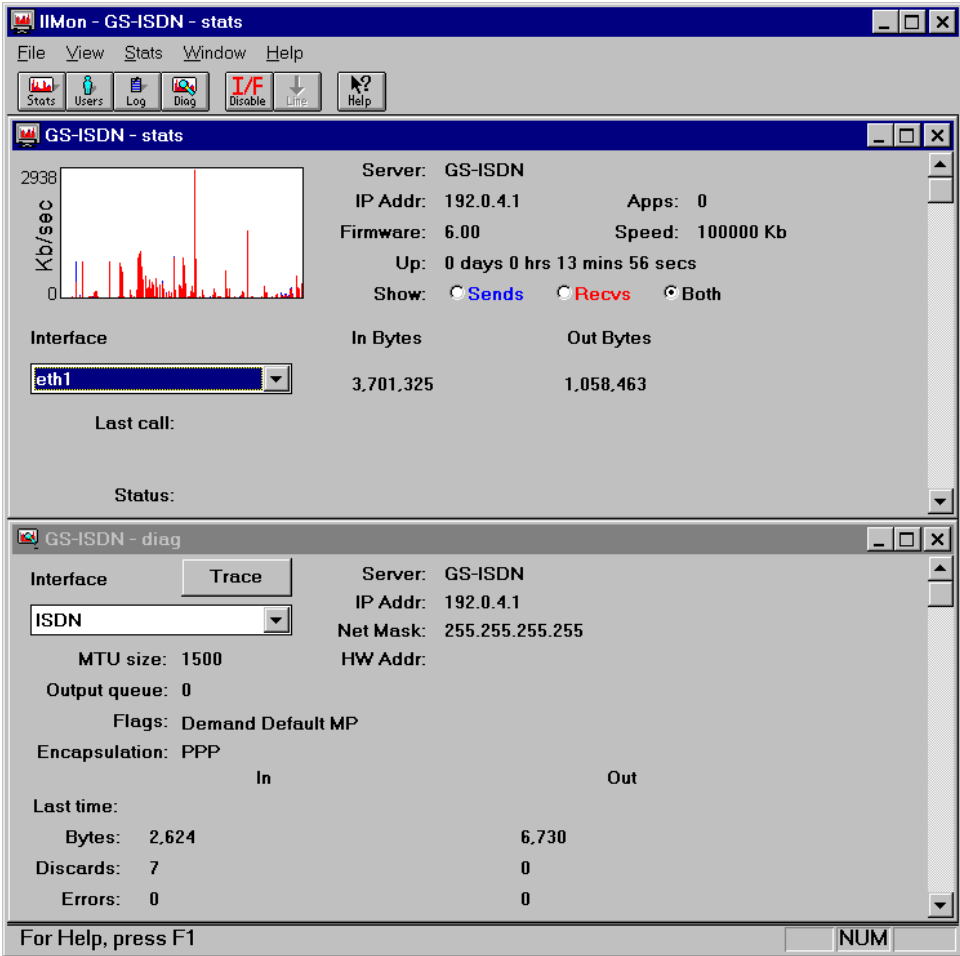 IIMon - GS-ISDN - stats
File View Stats Window Help
Stats Users Log Diag I/F Disable Line Help
GS-ISDN - stats
2938
Kb/sec
0
Server: GS-ISDN
IP Addr: 192.0.4.1 Apps: 0
Firmware: 6.00 Speed: 100000 Kb
Up: 0 days 0 hrs 13 mins 56 secs
Show: Sends Recvs Both
Interface In Bytes Out Bytes
eth1 3,701,325 1,058,463
Last call:
Status:
GS-ISDN - diag
Interface Trace Server: GS-ISDN
IP Addr: 192.0.4.1
ISDN Net Mask: 255.255.255.255
MTU size: 1500 HW Addr:
Output queue: 0
Flags: Demand Default MP
Encapsulation: PPP
In Out
Last time:
Bytes: 2,624 6,730
Discards: 7 0
Errors: 0 0
For Help, press F1 NUM